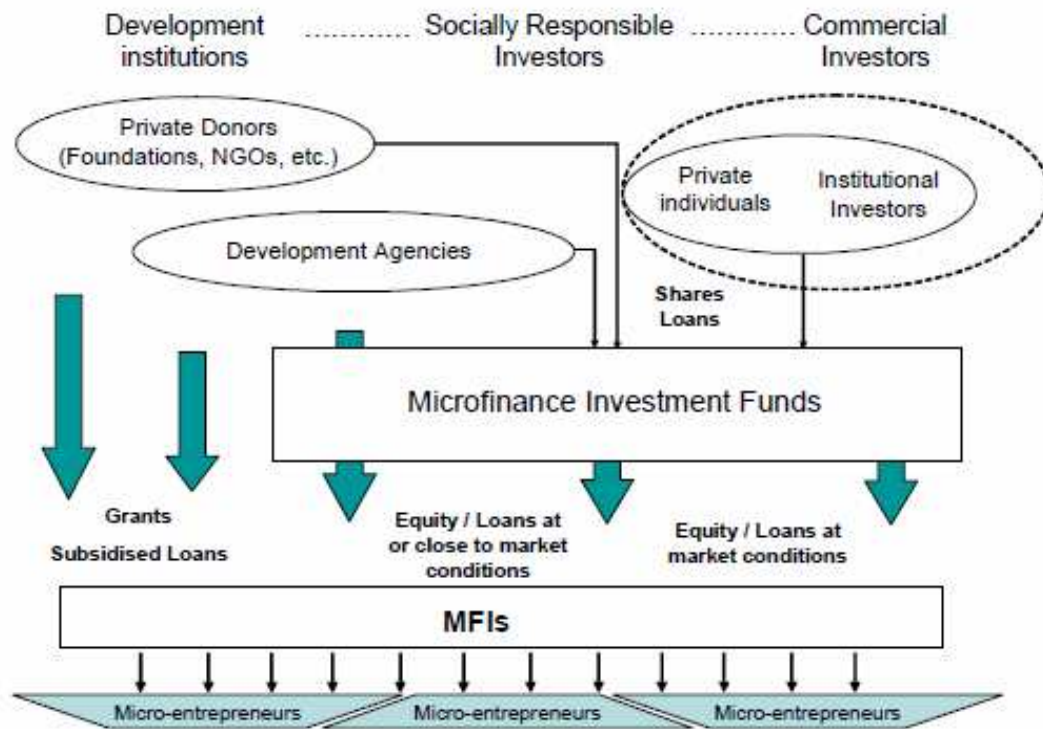 Development
institutions
Socially Responsible
Investors
Commercial
Investors
Private Donors
(Foundations, NGOs, etc.)
Private
individuals
Institutional
Investors
Development Agencies
Shares
Loans
Microfinance Investment Funds
Grants
Subsidised Loans
Equity / Loans at
or close to market
conditions
Equity / Loans at
market conditions
MFIs
Micro-entrepreneurs
Micro-entrepreneurs
Micro-entrepreneurs